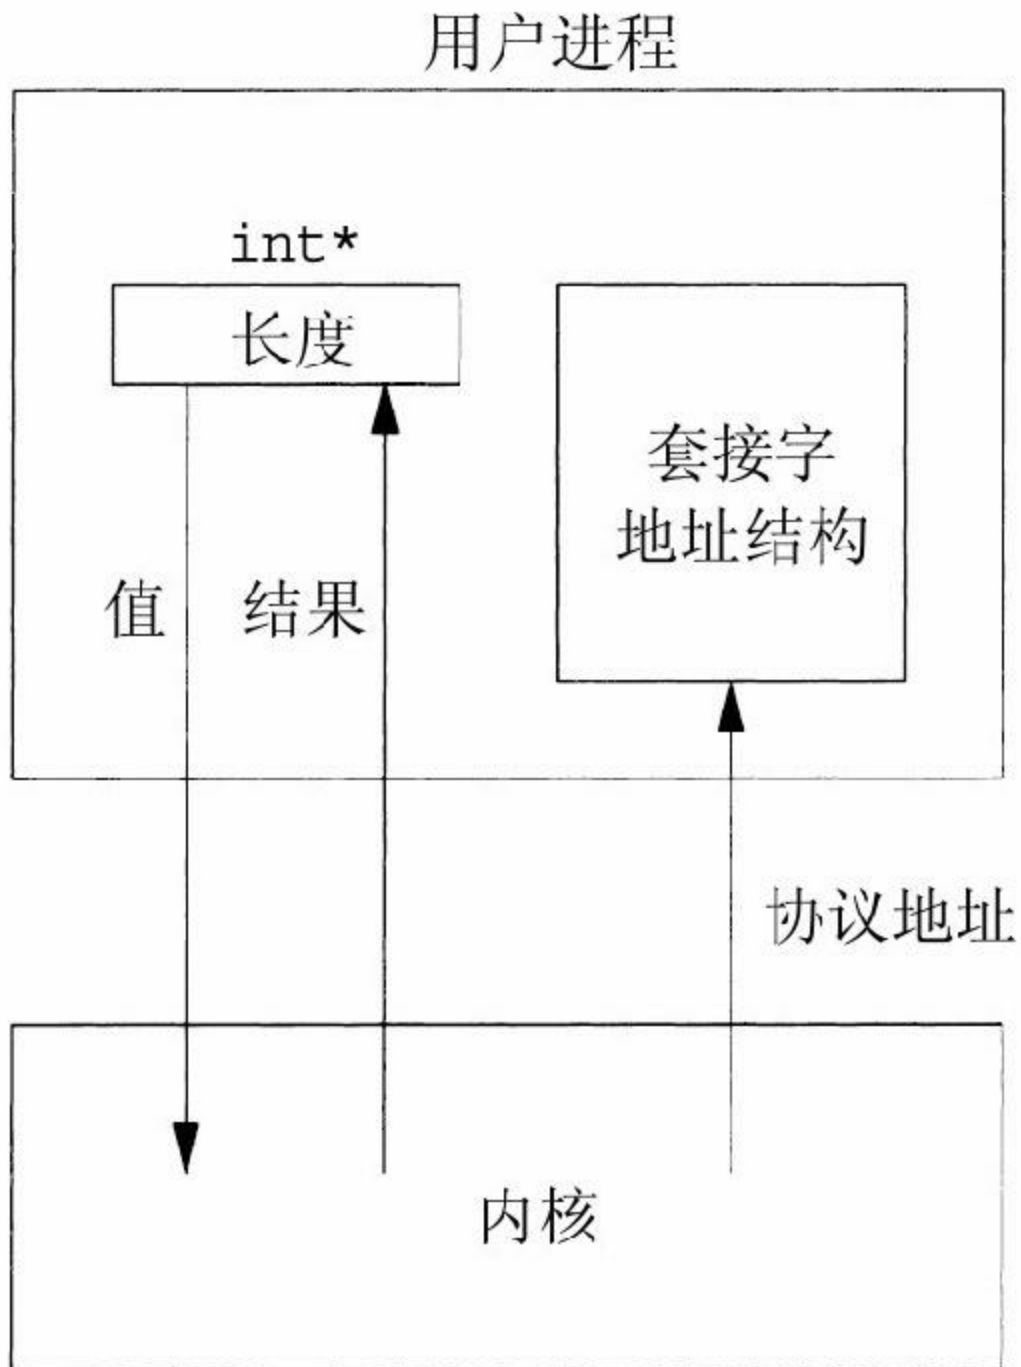 用户进程
int*
长度
套接字
地址结构
值
结果
协议地址
内核